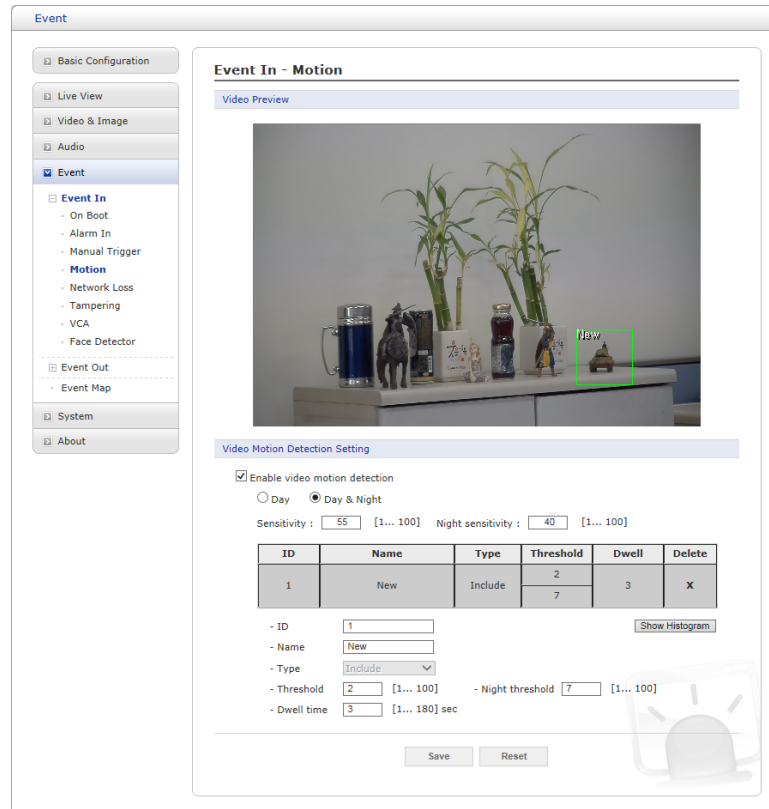 Event
Basic Configuration
Live View
Video & Image
Audio
Event
Event In
On Boot
Alarm In
Manual Trigger
Motion
Network Loss
Tampering
VCA
Face Detector
Event Out
Event Map
System
About
Event In - Motion
Video Preview
New
Video Motion Detection Setting
Enable video motion detection
Day Day & Night
Sensitivity : 55 [1... 100] Night sensitivity : 40 [1... 100]
ID Name Type Threshold Dwell Delete
1 New Include 2 7 3 X
- ID 1 Show Histogram
- Name New
- Type Include
- Threshold 2 [1... 100] - Night threshold 7 [1... 100]
- Dwell time 3 [1... 180] sec
Save Reset